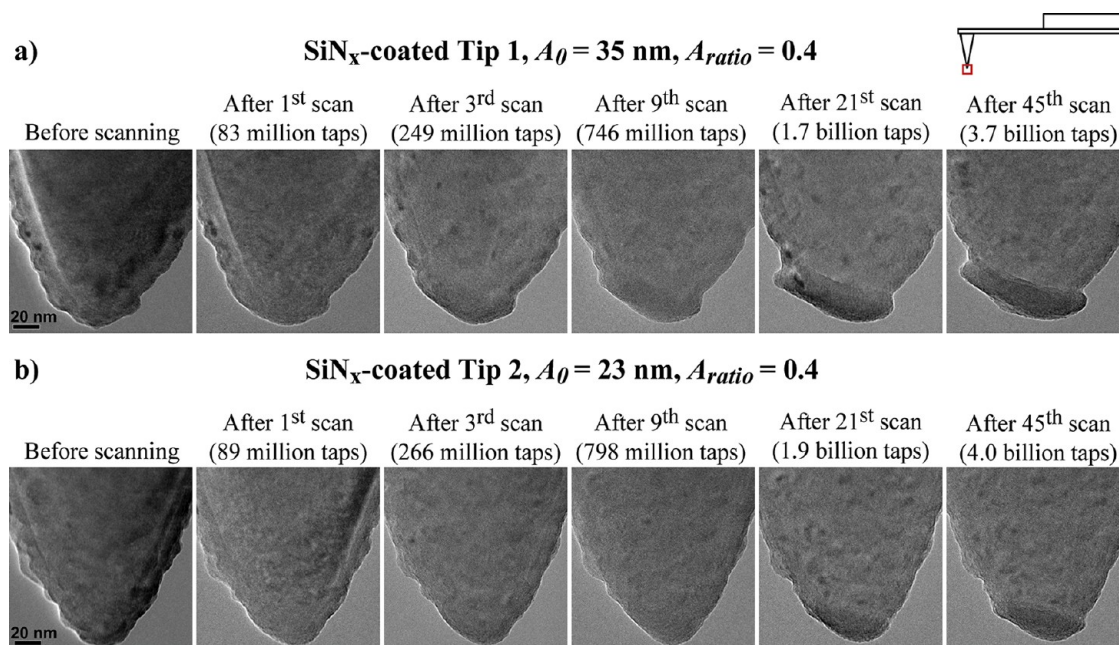 a)
SiNx-coated Tip 1, A0 = 35 nm, Aratio = 0.4
Before scanning
After 1st scan
(83 million taps)
After 3rd scan
(249 million taps)
After 9th scan
(746 million taps)
After 21st scan
(1.7 billion taps)
After 45th scan
(3.7 billion taps)
20 nm
b)
SiNx-coated Tip 2, A0 = 23 nm, Aratio = 0.4
Before scanning
After 1st scan
(89 million taps)
After 3rd scan
(266 million taps)
After 9th scan
(798 million taps)
After 21st scan
(1.9 billion taps)
After 45th scan
(4.0 billion taps)
20 nm